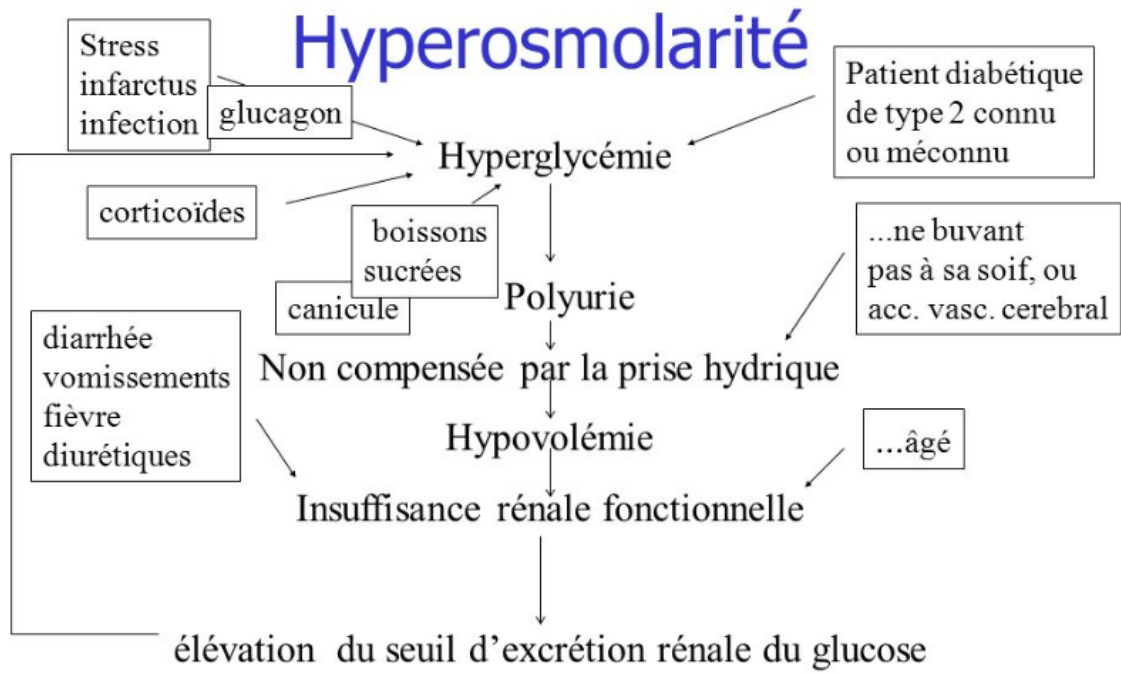 Hyperosmolarité
Stress
infarctus
infection
glucagon
Patient diabétique
de type 2 connu
ou méconnu
Hyperglycémie
corticoïdes
boissons
sucrées
canicule
...ne buvant
pas à sa soif, ou
acc. vasc. cerebral
Polyurie
diarrhée
vomissements
fièvre
diurétiques
Non compensée par la prise hydrique
Hypovolémie
...âgé
Insuffisance rénale fonctionnelle
élévation du seuil d’excrétion rénale du glucose